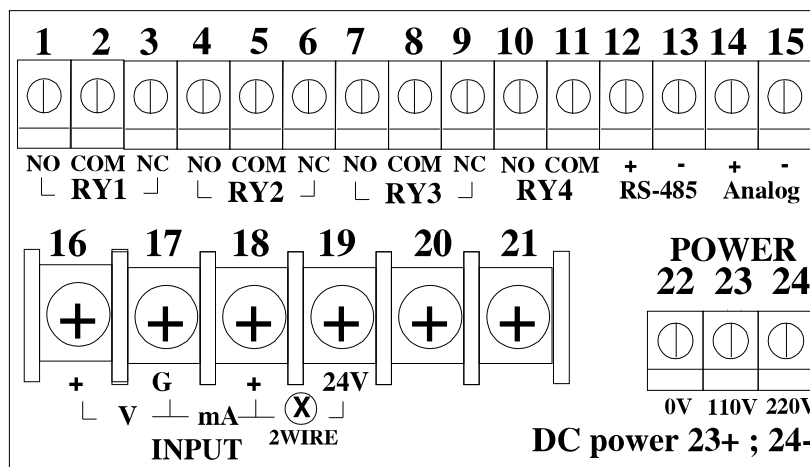 1 2 3 4 5 6 7 8 9 10 11 12 13 14 15
NO COM NC NO COM NC NO COM NC NO COM + - + -
RY1 RY2 RY3 RY4 RS-485 Analog
16 17 18 19 20 21
POWER
22 23 24
+ G + 24V
V mA X 2WIRE
INPUT
0V 110V 220V
DC power 23+ ; 24-